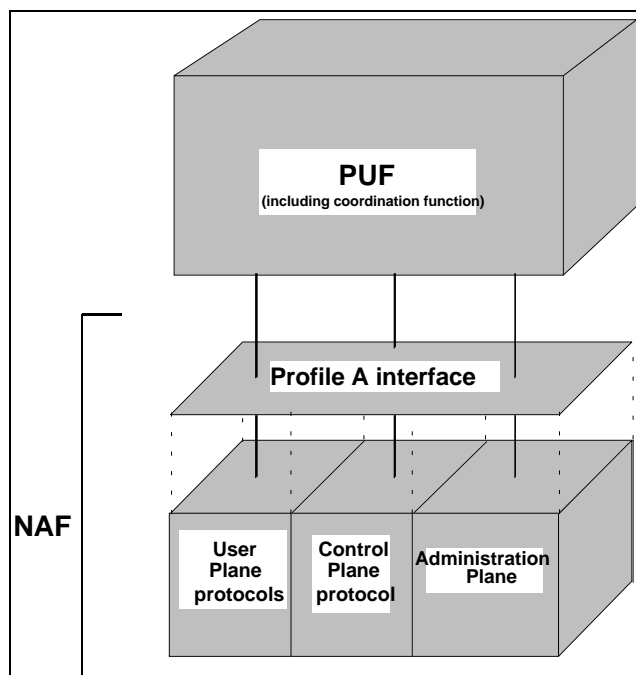 PUF
(including coordination function)
Profile A interface
NAF
User
Plane
protocols
Control
Plane
protocol
Administration
Plane